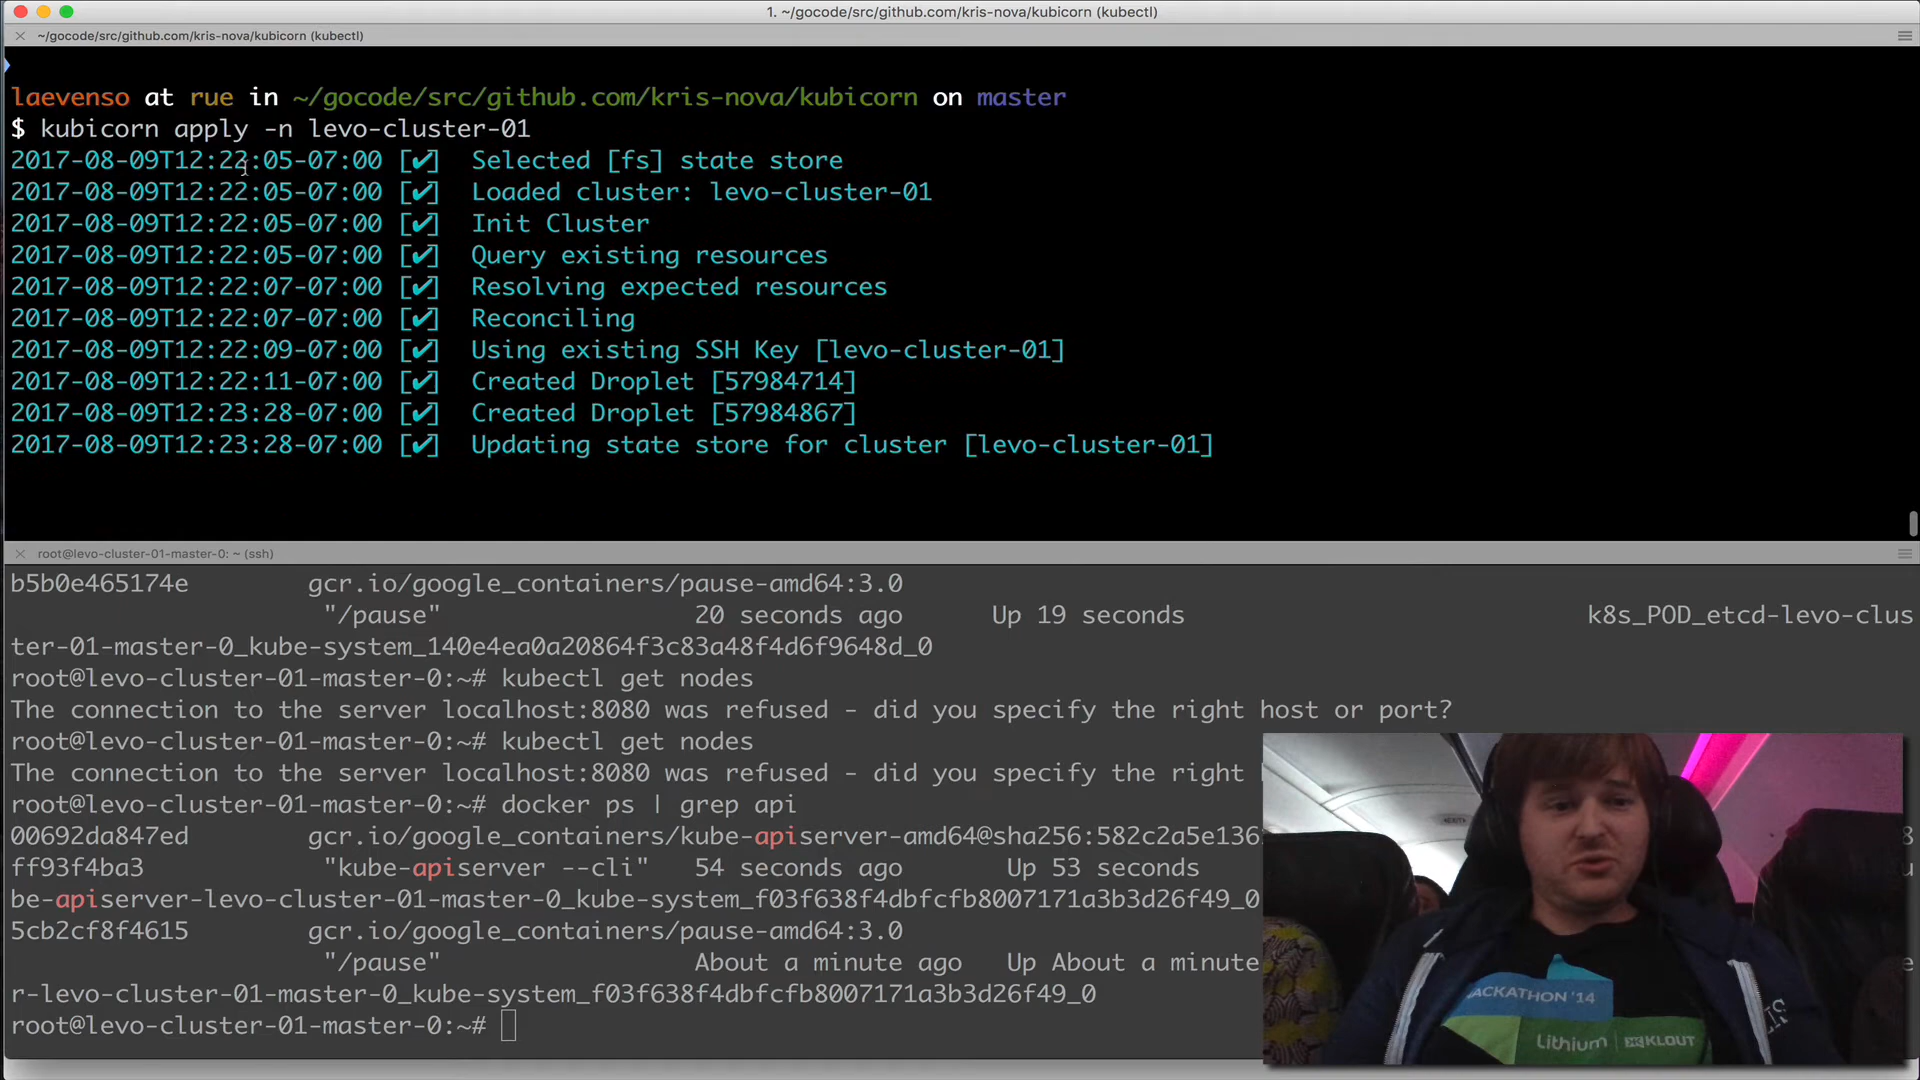 1. ~/gocode/src/github.com/kris-nova/kubicorn (kubectl)
~/gocode/src/github.com/kris-nova/kubicorn (kubectl)
laevenso at rue in ~/gocode/src/github.com/kris-nova/kubicorn on master
$ kubicorn apply -n levo-cluster-01
2017-08-09T12:22:05-07:00 [✔]  Selected [fs] state store
2017-08-09T12:22:05-07:00 [✔]  Loaded cluster: levo-cluster-01
2017-08-09T12:22:05-07:00 [✔]  Init Cluster
2017-08-09T12:22:05-07:00 [✔]  Query existing resources
2017-08-09T12:22:07-07:00 [✔]  Resolving expected resources
2017-08-09T12:22:07-07:00 [✔]  Reconciling
2017-08-09T12:22:09-07:00 [✔]  Using existing SSH Key [levo-cluster-01]
2017-08-09T12:22:11-07:00 [✔]  Created Droplet [57984714]
2017-08-09T12:23:28-07:00 [✔]  Created Droplet [57984867]
2017-08-09T12:23:28-07:00 [✔]  Updating state store for cluster [levo-cluster-01]
root@levo-cluster-01-master-0: ~ (ssh)
b5b0e465174e gcr.io/google_containers/pause-amd64:3.0
"/pause" 20 seconds ago Up 19 seconds k8s_POD_etcd-levo-clus
ter-01-master-0_kube-system_140e4ea0a20864f3c83a48f4d6f9648d_0
root@levo-cluster-01-master-0:~# kubectl get nodes
The connection to the server localhost:8080 was refused - did you specify the right host or port?
root@levo-cluster-01-master-0:~# kubectl get nodes
The connection to the server localhost:8080 was refused - did you specify the right
root@levo-cluster-01-master-0:~# docker ps | grep api
00692da847ed gcr.io/google_containers/kube-apiserver-amd64@sha256:582c2a5e136 8
ff93f4ba3 "kube-apiserver --cli" 54 seconds ago Up 53 seconds u
be-apiserver-levo-cluster-01-master-0_kube-system_f03f638f4dbfcfb8007171a3b3d26f49_0
5cb2cf8f4615 gcr.io/google_containers/pause-amd64:3.0
"/pause" About a minute ago Up About a minute e
r-levo-cluster-01-master-0_kube-system_f03f638f4dbfcfb8007171a3b3d26f49_0
root@levo-cluster-01-master-0:~#
HACKATHON '14
Lithium KLOUT